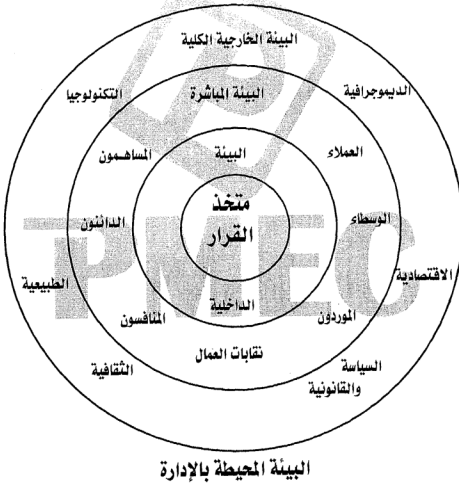 البيئة الخارجية الكلية
الديموجرافية
التكنولوجيا
البيئة المباشرة
العملاء
المساهمون
البيئة
متخذ
القرار
الوسطاء
الدائنون
الاقتصادية
الطبيعية
الداخلية
الموردون
المنافسون
نقابات العمال
السياسة
والقانونية
الثقافية
البيئة المحيطة بالإدارة
PMEC